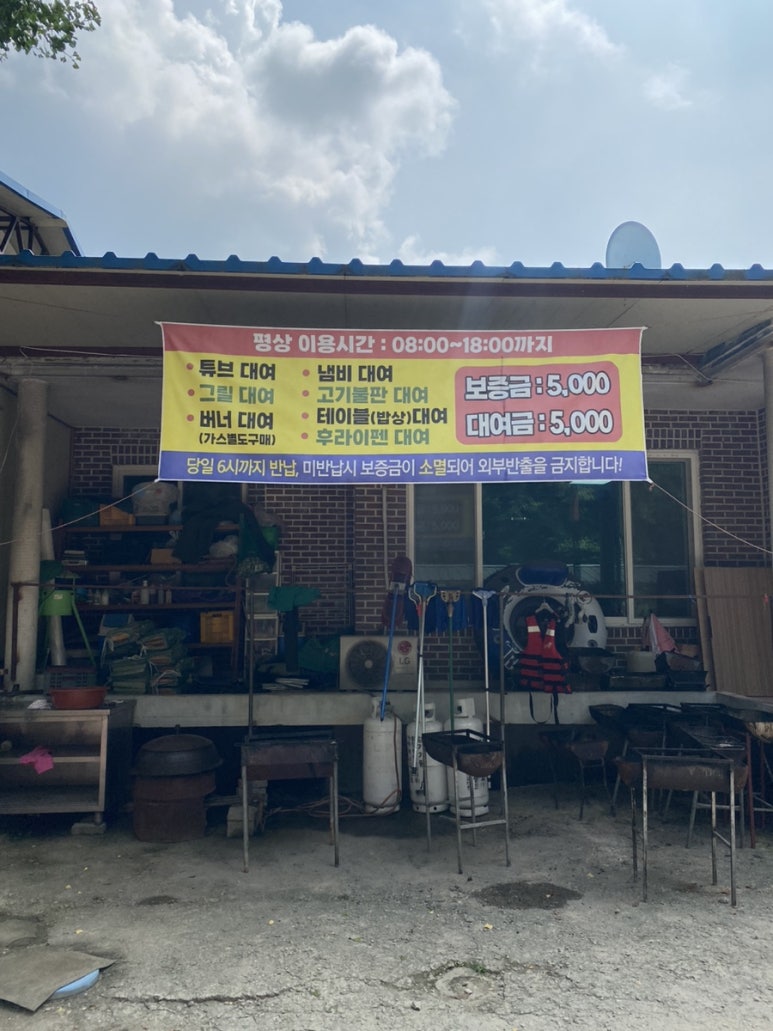 평상 이용시간 : 08:00~18:00까지
• 튜브 대여
• 그릴 대여
• 버너 대여
(가스별도구매)
• 냄비 대여
• 고기불판 대여
• 테이블(밥상)대여
• 후라이펜 대여
보증금 : 5,000
대여금 : 5,000
당일 6시까지 반납, 미반납시 보증금이 소멸되어 외부반출을 금지합니다!
LG